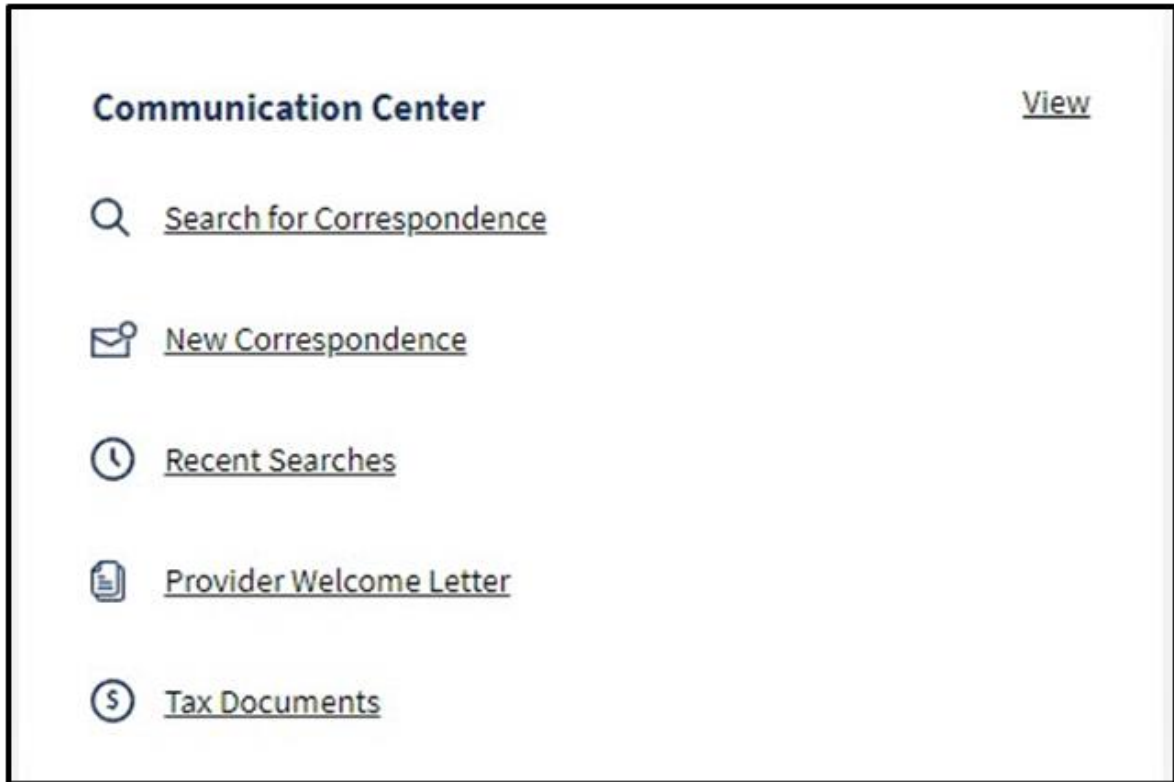 Communication Center
View
Search for Correspondence
New Correspondence
Recent Searches
Provider Welcome Letter
$ Tax Documents